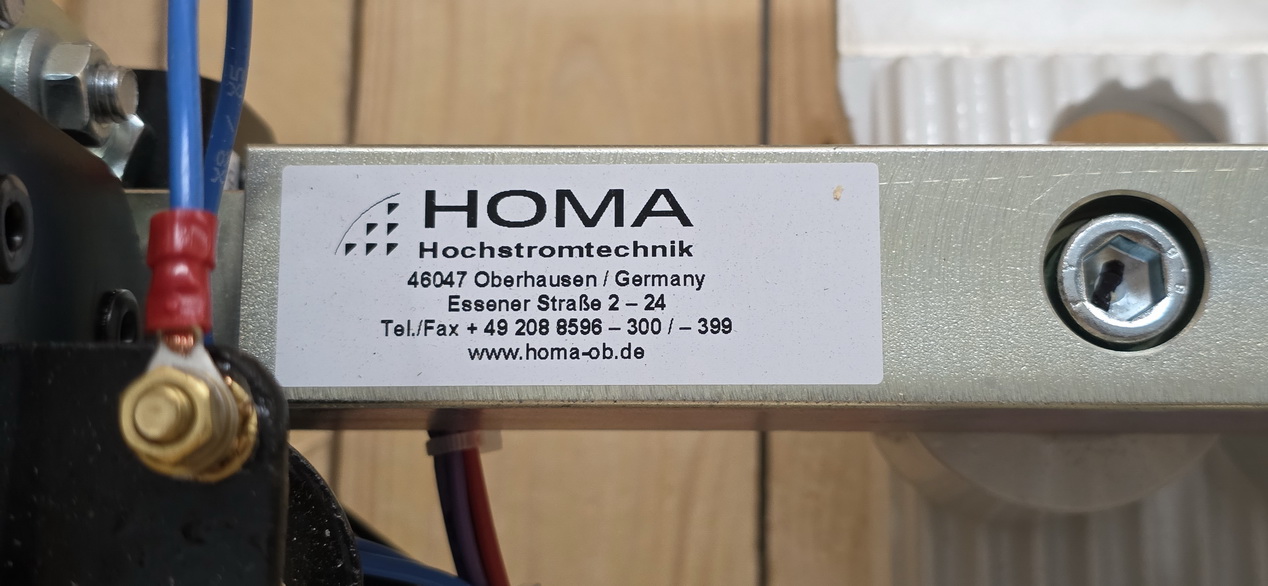 HOMA
Hochstromtechnik
46047 Oberhausen / Germany
Essener Straße 2 – 24
Tel./Fax + 49 208 8596 – 300 / – 399
www.homa-ob.de